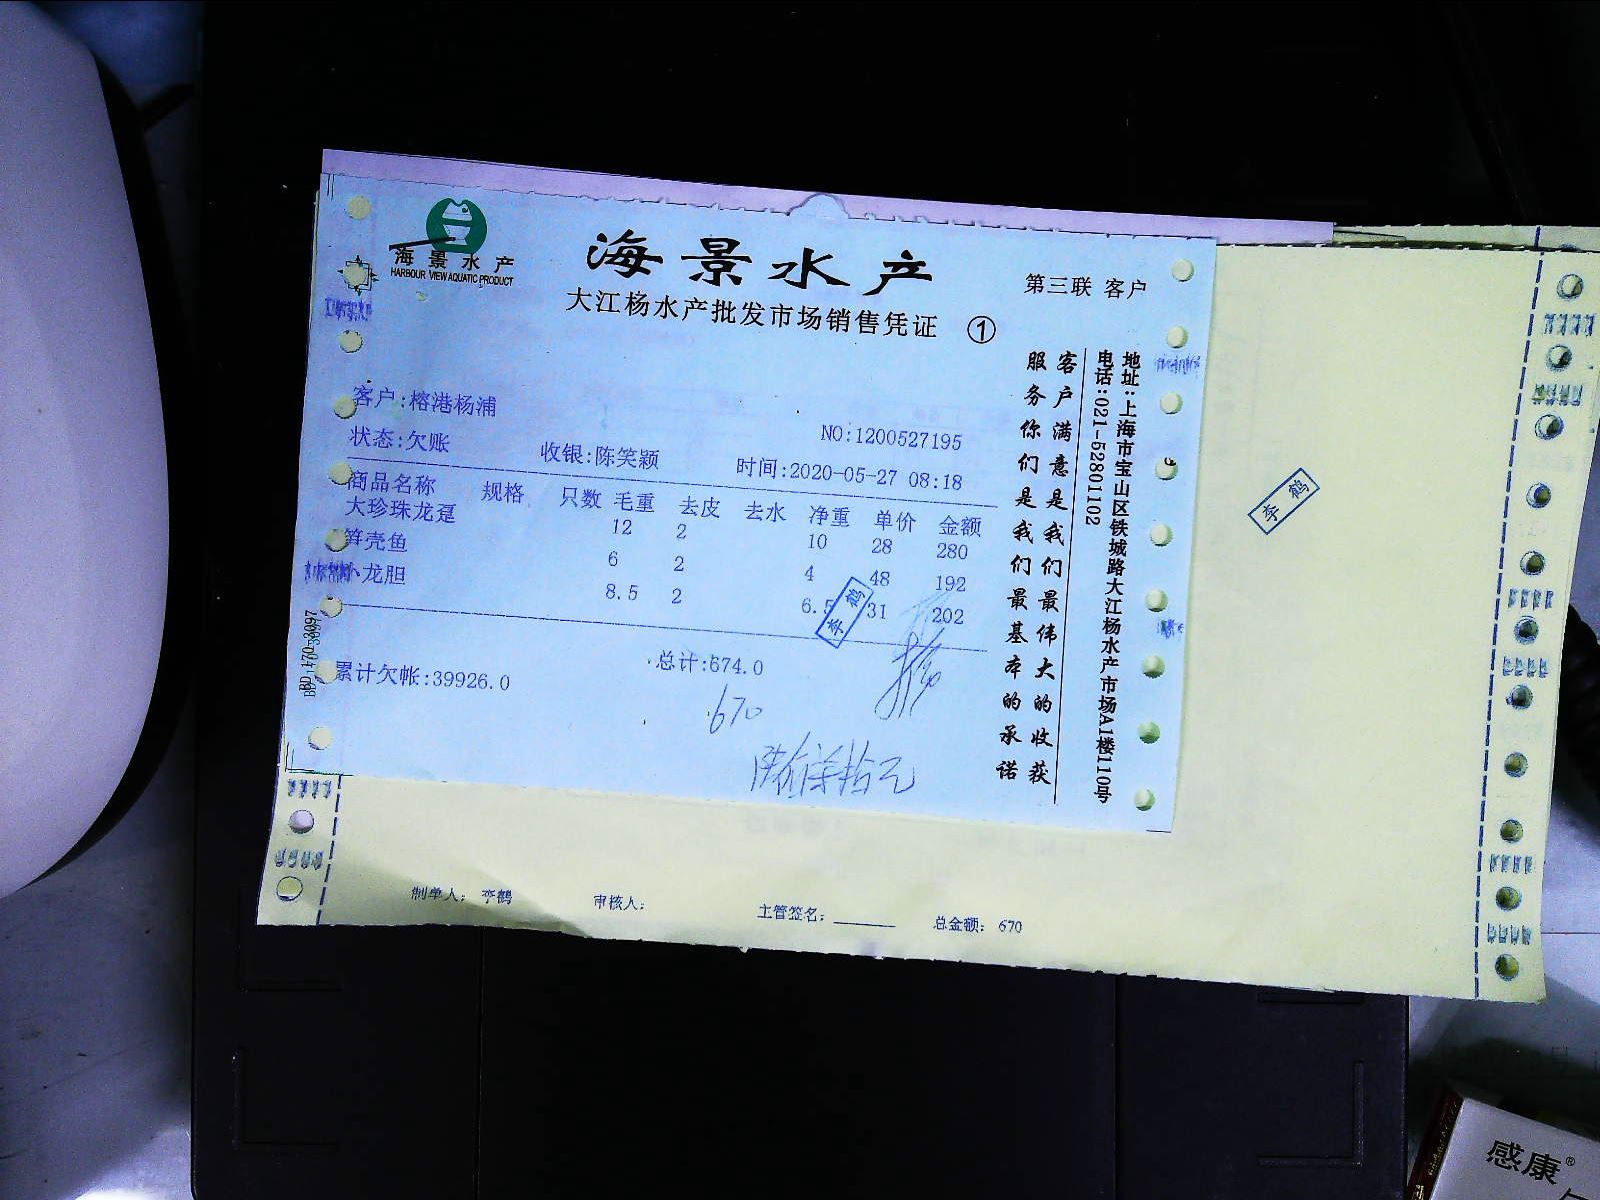 海景水产
HARBOUR VIEW AQUATIC PRODUCT
海景水产
第三联 客户
大江杨水产批发市场销售凭证 ①
客户:榕港杨浦
NO:1200527195
状态:欠账 收银:陈笑颖 时间:2020-05-27 08:18
商品名称 规格 只数 毛重 去皮 去水 净重 单价 金额
大珍珠龙趸 12 2 10 28 280
笋壳鱼 6 2 4 48 192
小龙胆 8.5 2 6.5 31 202
李鹤
累计欠帐:39926.0 总计:674.0
670
陆佰柒拾元
客户满意是我们最伟大的收获
服务你们是我们最基本的承诺
地址:上海市宝山区铁城路大江杨水产市场A1楼110号
电话:021-52801102
李鹤
制单人: 李鹤 审核人: 主管签名: 总金额: 670
感康®